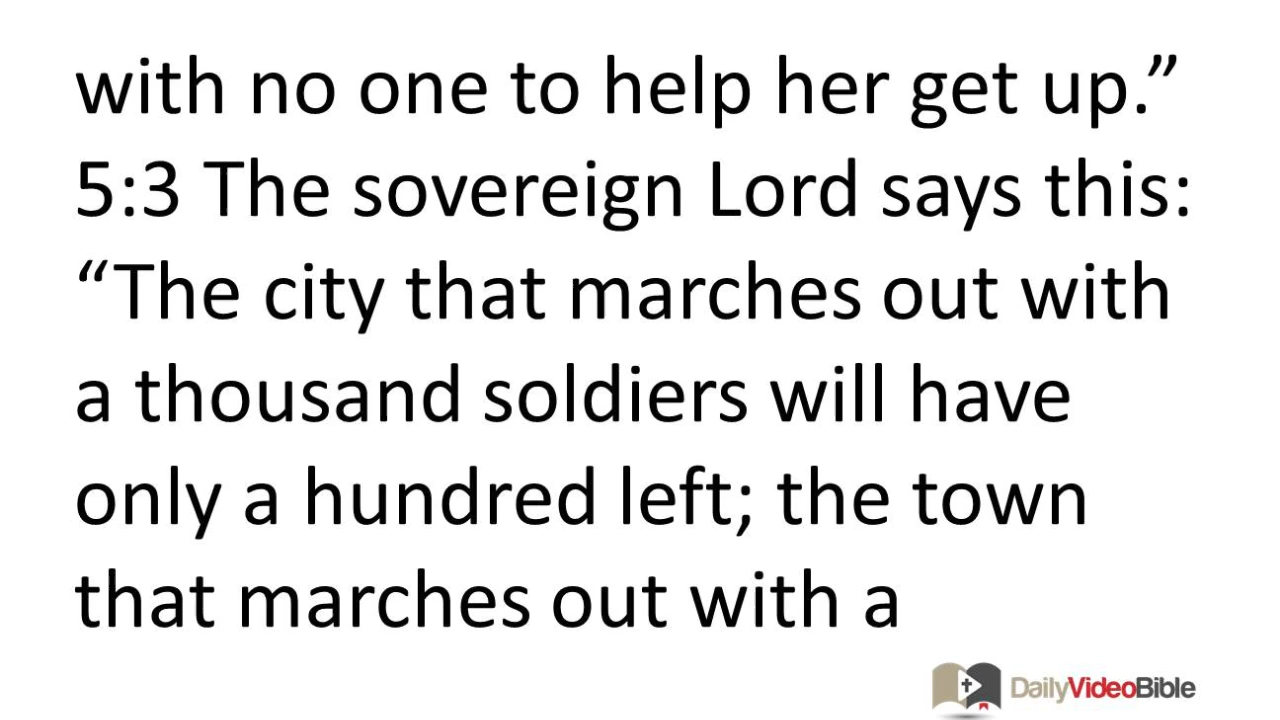 with no one to help her get up.”
5:3 The sovereign Lord says this:
“The city that marches out with
a thousand soldiers will have
only a hundred left; the town
that marches out with a
DailyVideoBible